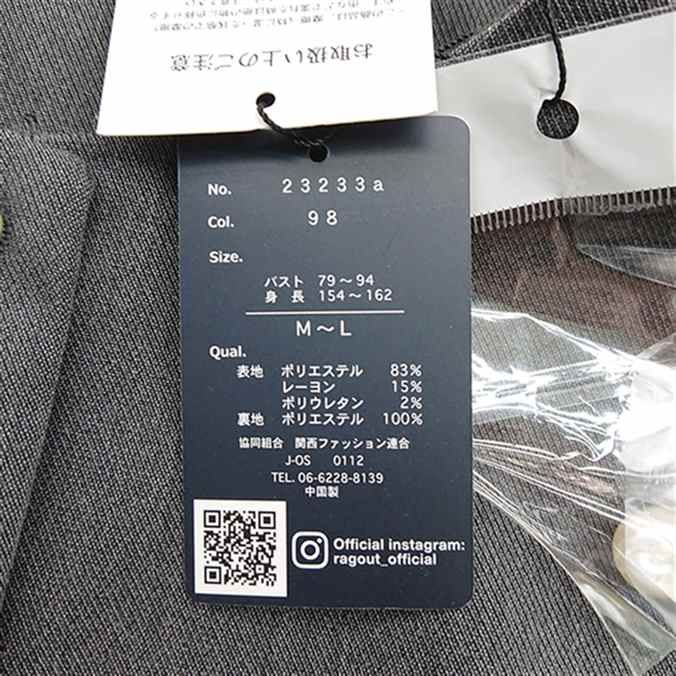 お取扱い上のご注意
No. 23233a
Col. 98
Size.
バスト 79～94
身長 154～162
M～L
Qual.
表地 ポリエステル 83%
レーヨン 15%
ポリウレタン 2%
裏地 ポリエステル 100%
協同組合 関西ファッション連合
J-OS 0112
TEL. 06-6228-8139
中国製
Official instagram:
ragout_official